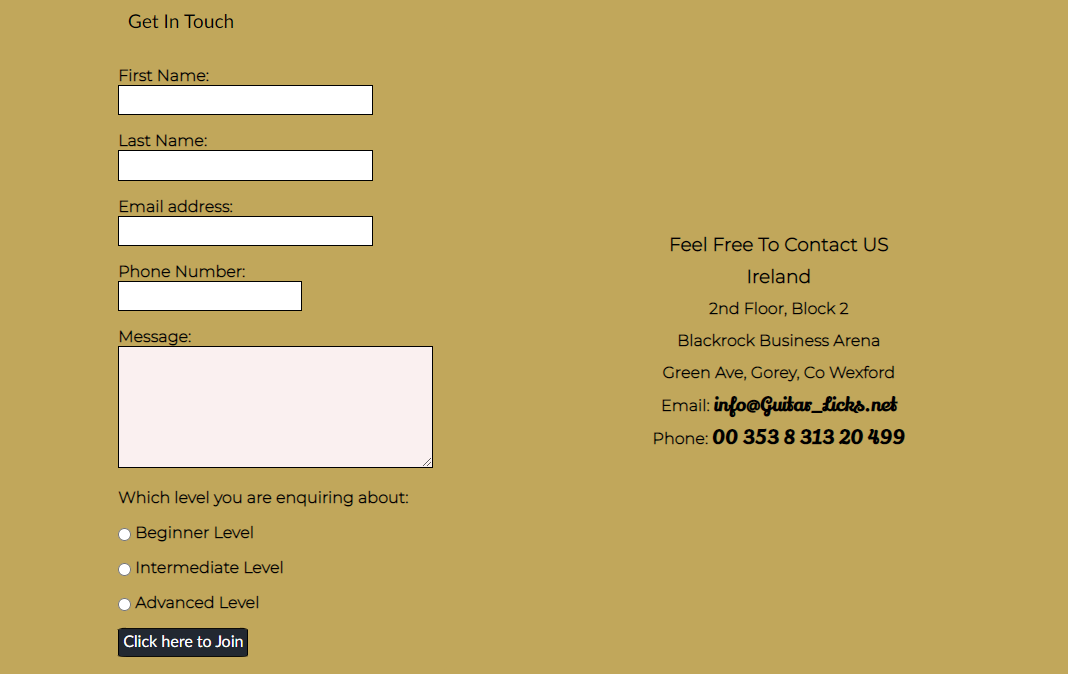 Get In Touch
First Name:
Last Name:
Email address:
Phone Number:
Message:
Which level you are enquiring about:
Beginner Level
Intermediate Level
Advanced Level
Click here to Join
Feel Free To Contact US
Ireland
2nd Floor, Block 2
Blackrock Business Arena
Green Ave, Gorey, Co Wexford
Email: info@Guitar_Licks.net
Phone: 00 353 8 313 20 499